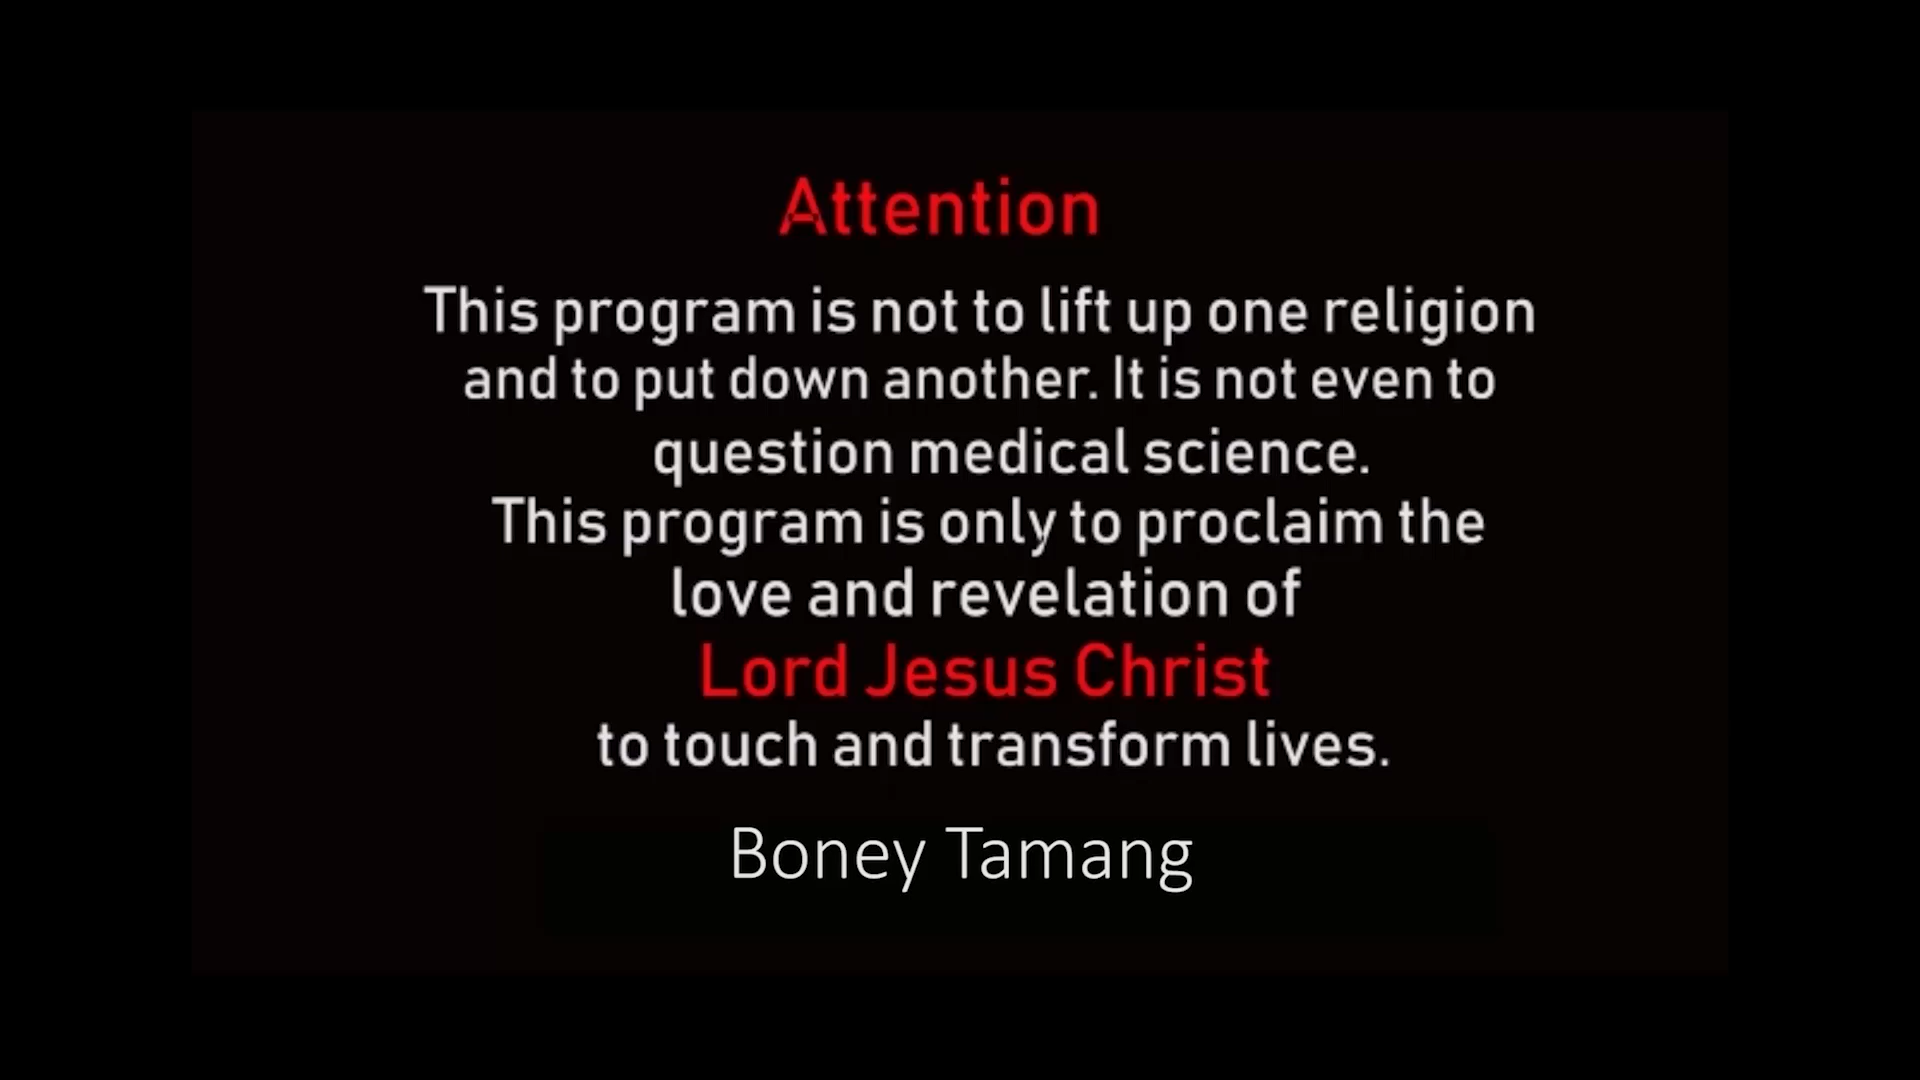 Attention
This program is not to lift up one religion
and to put down another. It is not even to
question medical science.
This program is only to proclaim the
love and revelation of
Lord Jesus Christ
to touch and transform lives.
Boney Tamang